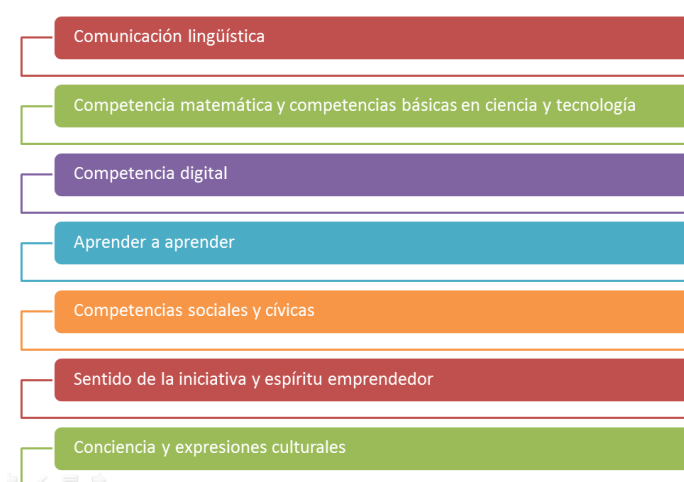 Comunicación lingüística
Competencia matemática y competencias básicas en ciencia y tecnología
Competencia digital
Aprender a aprender
Competencias sociales y cívicas
Sentido de la iniciativa y espíritu emprendedor
Conciencia y expresiones culturales